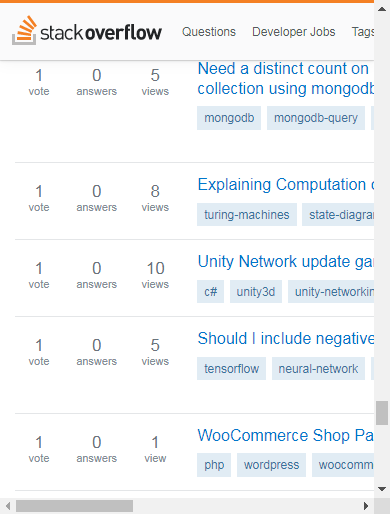 stackoverflow Questions Developer Jobs Tags
1 0 5 Need a distinct count on
vote answers views collection using mongodb
mongodb mongodb-query
1 0 8 Explaining Computation
vote answers views
turing-machines state-diagra
1 0 10 Unity Network update ga
vote answers views
c# unity3d unity-networkin
1 0 5 Should I include negative
vote answers views
tensorflow neural-network
1 0 1 WooCommerce Shop Pa
vote answers view
php wordpress woocomm